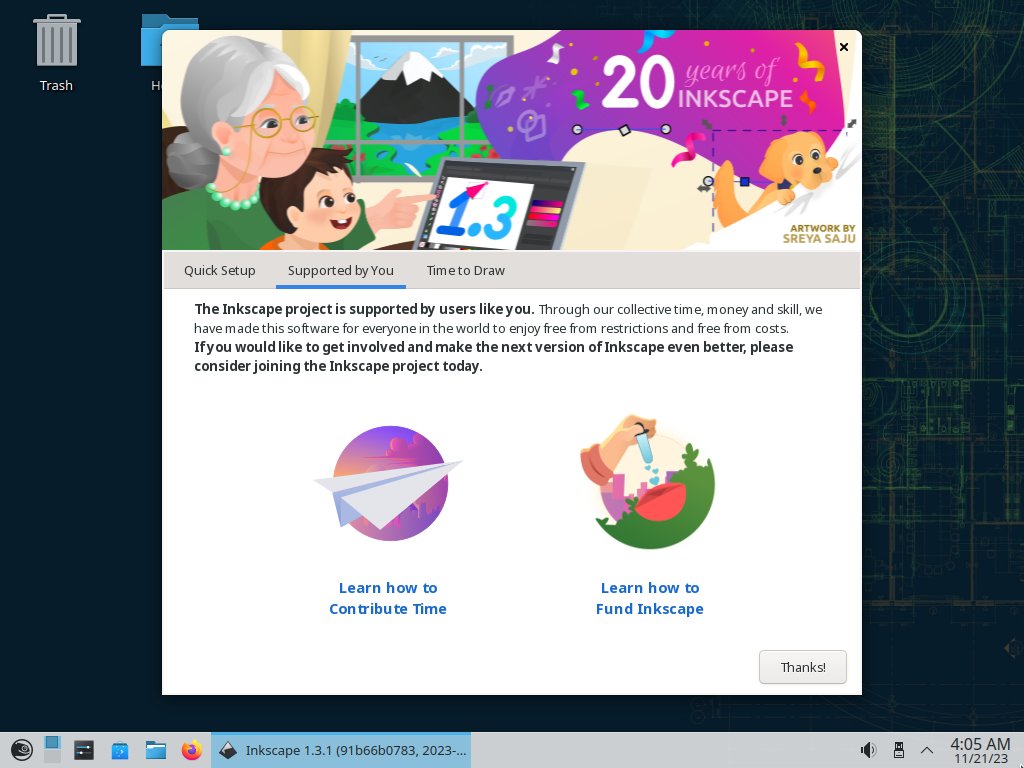 Trash
20 years of
INKSCAPE
1.3
ARTWORK BY
SREYA SAJU
Quick Setup
Supported by You
Time to Draw
The Inkscape project is supported by users like you. Through our collective time, money and skill, we
have made this software for everyone in the world to enjoy free from restrictions and free from costs.
If you would like to get involved and make the next version of Inkscape even better, please
consider joining the Inkscape project today.
Learn how to
Contribute Time
Learn how to
Fund Inkscape
Thanks!
Inkscape 1.3.1 (91b66b0783, 2023-...
4:05 AM
11/21/23